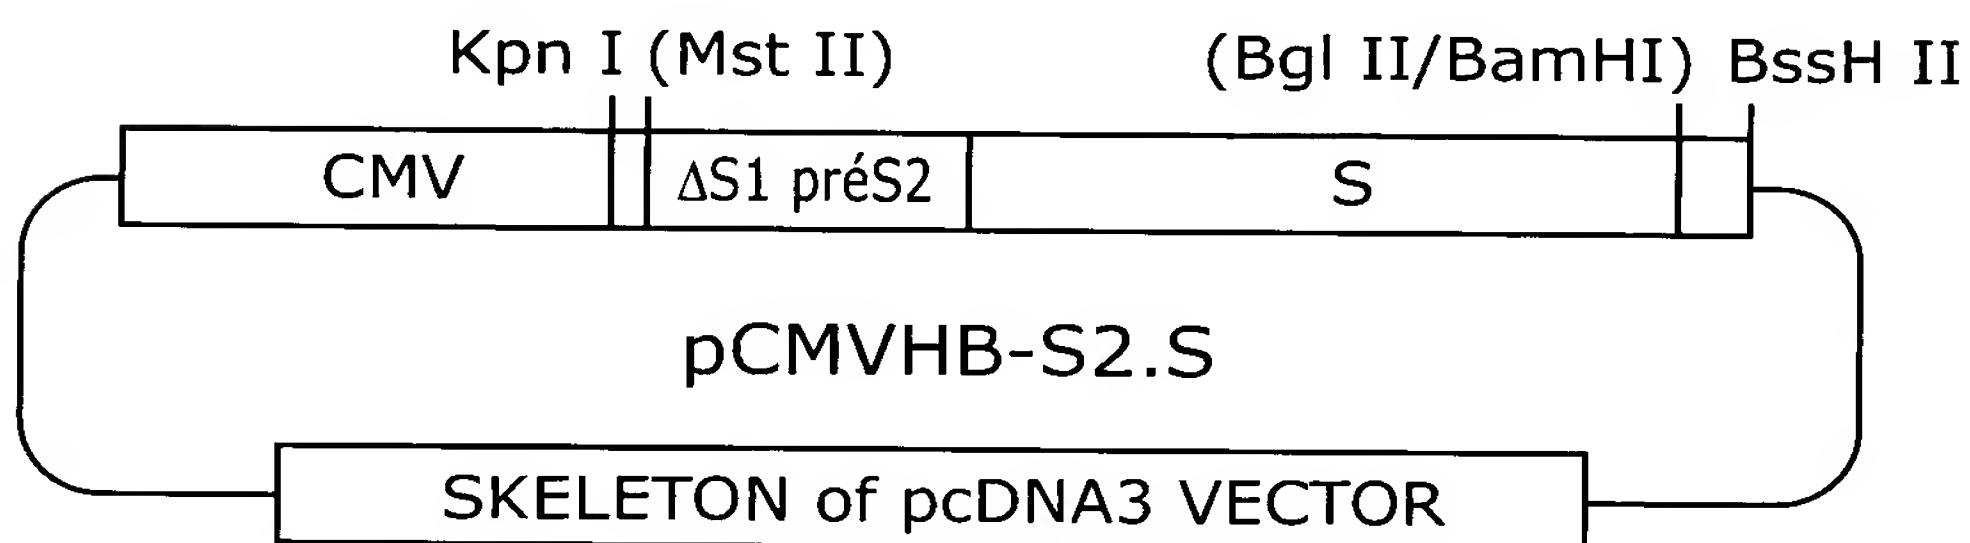 Kpn I (Mst II) (Bgl II/BamHI) BssH II
CMV ΔS1 préS2 S
pCMVHB-S2.S
SKELETON of pcDNA3 VECTOR